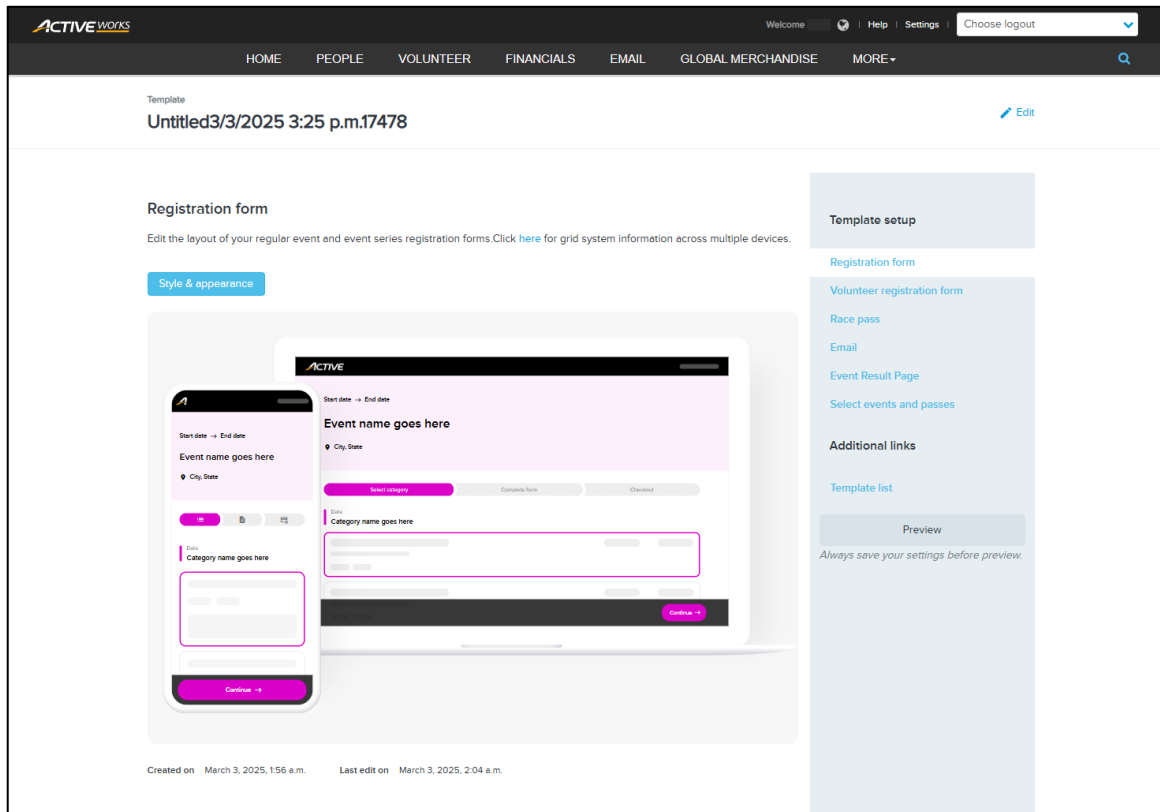 ACTIVE WORKS
Welcome
Help
Settings
Choose logout
HOME PEOPLE VOLUNTEER FINANCIALS EMAIL GLOBAL MERCHANDISE MORE
Template
Untitled3/3/2025 3:25 p.m.17478
Edit
Registration form
Edit the layout of your regular event and event series registration forms.Click here for grid system information across multiple devices.
Style & appearance
ACTIVE
Start date → End date
Event name goes here
City, State
Select category
Complete form
Checkout
Date
Category name goes here
Continue →
Start date → End date
Event name goes here
City, State
Date
Category name goes here
Continue →
Created on March 3, 2025, 1:56 a.m. Last edit on March 3, 2025, 2:04 a.m.
Template setup
Registration form
Volunteer registration form
Race pass
Email
Event Result Page
Select events and passes
Additional links
Template list
Preview
Always save your settings before preview.